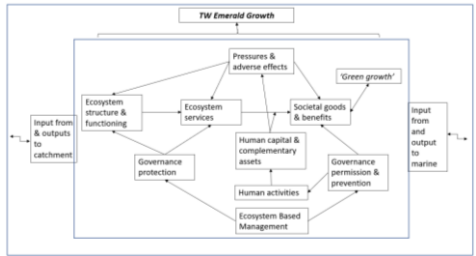 TW Emerald Growth
Pressures &
adverse effects
'Green growth'
Ecosystem
structure &
functioning
Ecosystem
services
Societal goods
& benefits
Input from
& outputs
to
catchment
Input
from
and
output
to
marine
Human capital &
complementary
assets
Governance
protection
Governance
permission &
prevention
Human activities
Ecosystem Based
Management